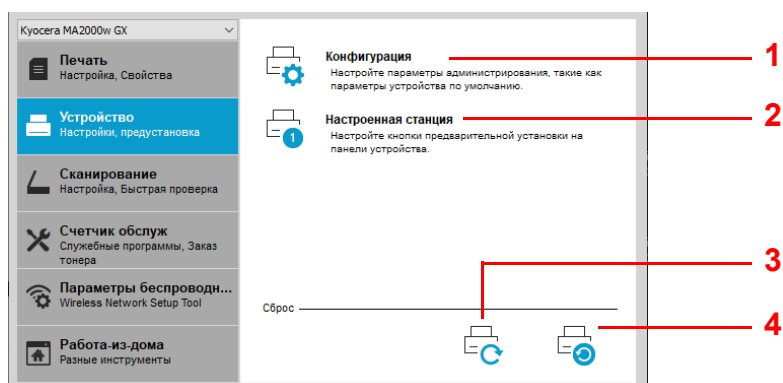 Kyocera MA2000w GX
Печать
Настройка, Свойства
Устройство
Настройки, предустановка
Сканирование
Настройка, Быстрая проверка
Счетчик обслуж
Служебные программы, Заказ
тонера
Параметры беспроводн...
Wireless Network Setup Tool
Работа-из-дома
Разные инструменты
Конфигурация
Настройте параметры администрирования, такие как
параметры устройства по умолчанию.
1
Настроенная станция
Настройте кнопки предварительной установки на
панели устройства.
1
2
Сброс
3
4